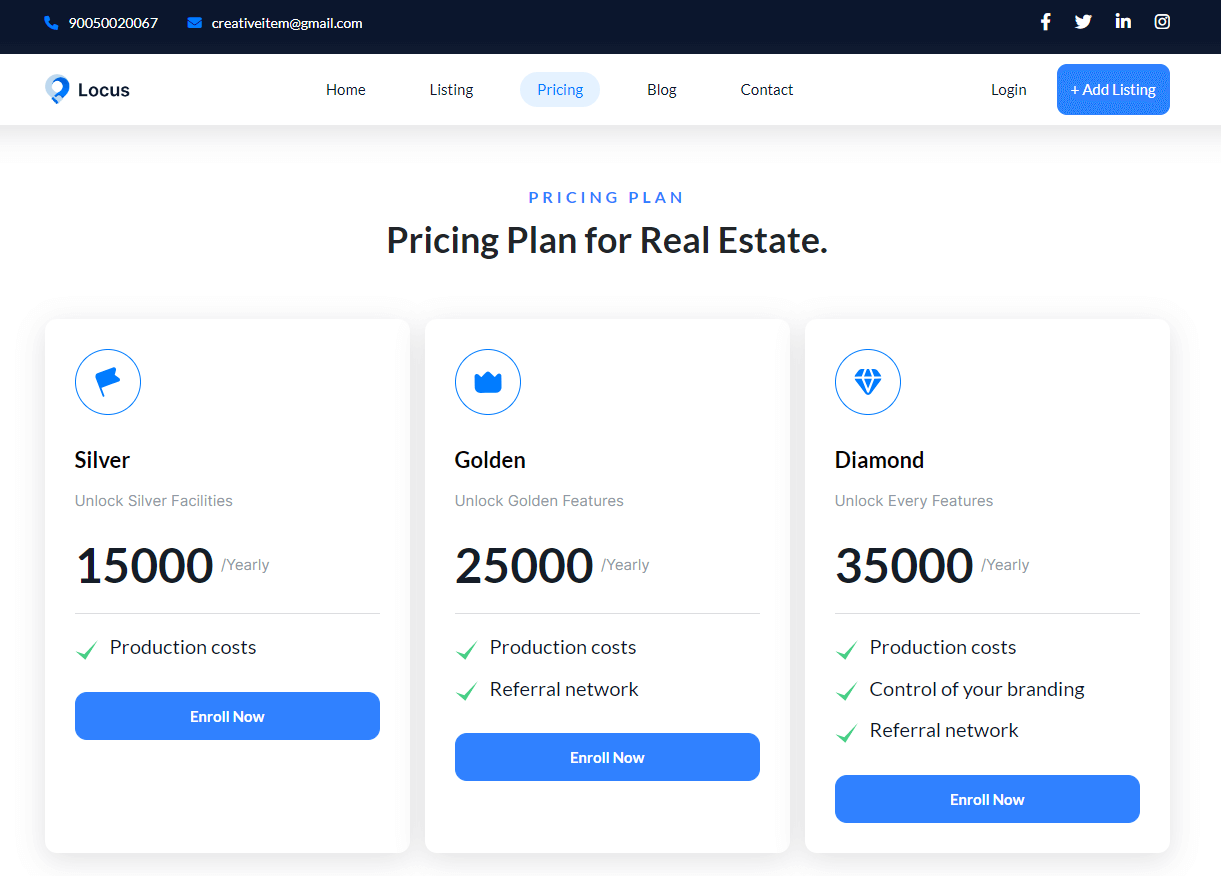 90050020067 creativeitem@gmail.com
Locus Home Listing Pricing Blog Contact Login + Add Listing
PRICING PLAN
Pricing Plan for Real Estate.
Silver
Unlock Silver Facilities
15000 /Yearly
Production costs
Enroll Now
Golden
Unlock Golden Features
25000 /Yearly
Production costs
Referral network
Enroll Now
Diamond
Unlock Every Features
35000 /Yearly
Production costs
Control of your branding
Referral network
Enroll Now